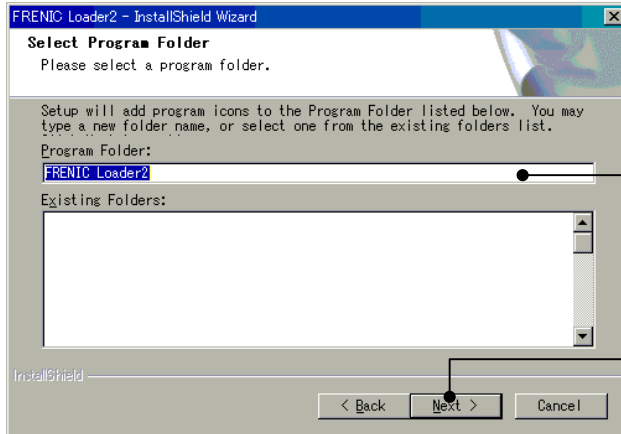 FRENIC Loader2 - InstallShield Wizard
Select Program Folder
Please select a program folder.
Setup will add program icons to the Program Folder listed below. You may
type a new folder name, or select one from the existing folders list.
Program Folder:
FRENIC Loader2
Existing Folders:
InstallShield
< Back
Next >
Cancel